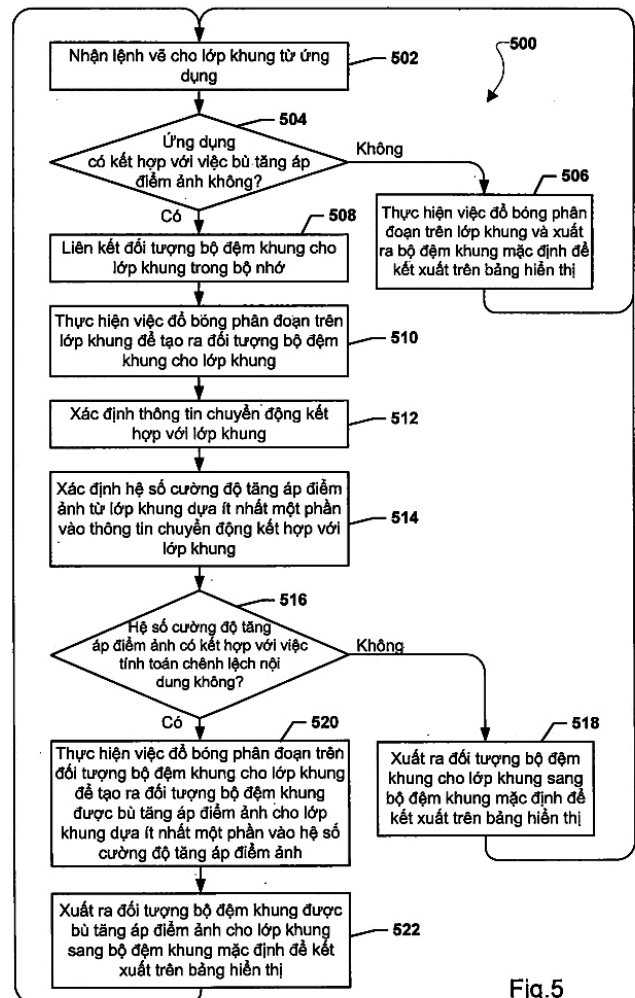 500
Nhận lệnh vẽ cho lớp khung từ ứng
dụng
502
504
Ứng dụng
có kết hợp với việc bù tăng áp
điểm ảnh không?
Không
Có
506
Thực hiện việc đổ bóng phân
đoạn trên lớp khung và xuất
ra bộ đệm khung mặc định để
kết xuất trên bảng hiển thị
508
Liên kết đối tượng bộ đệm khung cho
lớp khung trong bộ nhớ
Thực hiện việc đổ bóng phân đoạn trên
lớp khung để tạo ra đối tượng bộ đệm
khung cho lớp khung
510
Xác định thông tin chuyển động kết
hợp với lớp khung
512
Xác định hệ số cường độ tăng áp điểm
ảnh từ lớp khung dựa ít nhất một phần
vào thông tin chuyển động kết hợp với
lớp khung
514
516
Hệ số cường độ tăng
áp điểm ảnh có kết hợp với việc
tính toán chênh lệch nội
dung không?
Không
Có
518
Xuất ra đối tượng bộ đệm
khung cho lớp khung sang
bộ đệm khung mặc định để
kết xuất trên bảng hiển thị
520
Thực hiện việc đổ bóng phân đoạn trên
đối tượng bộ đệm khung cho lớp khung
để tạo ra đối tượng bộ đệm khung
được bù tăng áp điểm ảnh cho lớp
khung dựa ít nhất một phần vào hệ số
cường độ tăng áp điểm ảnh
Xuất ra đối tượng bộ đệm khung được
bù tăng áp điểm ảnh cho lớp khung
sang bộ đệm khung mặc định để kết
xuất trên bảng hiển thị
522
Fig.5